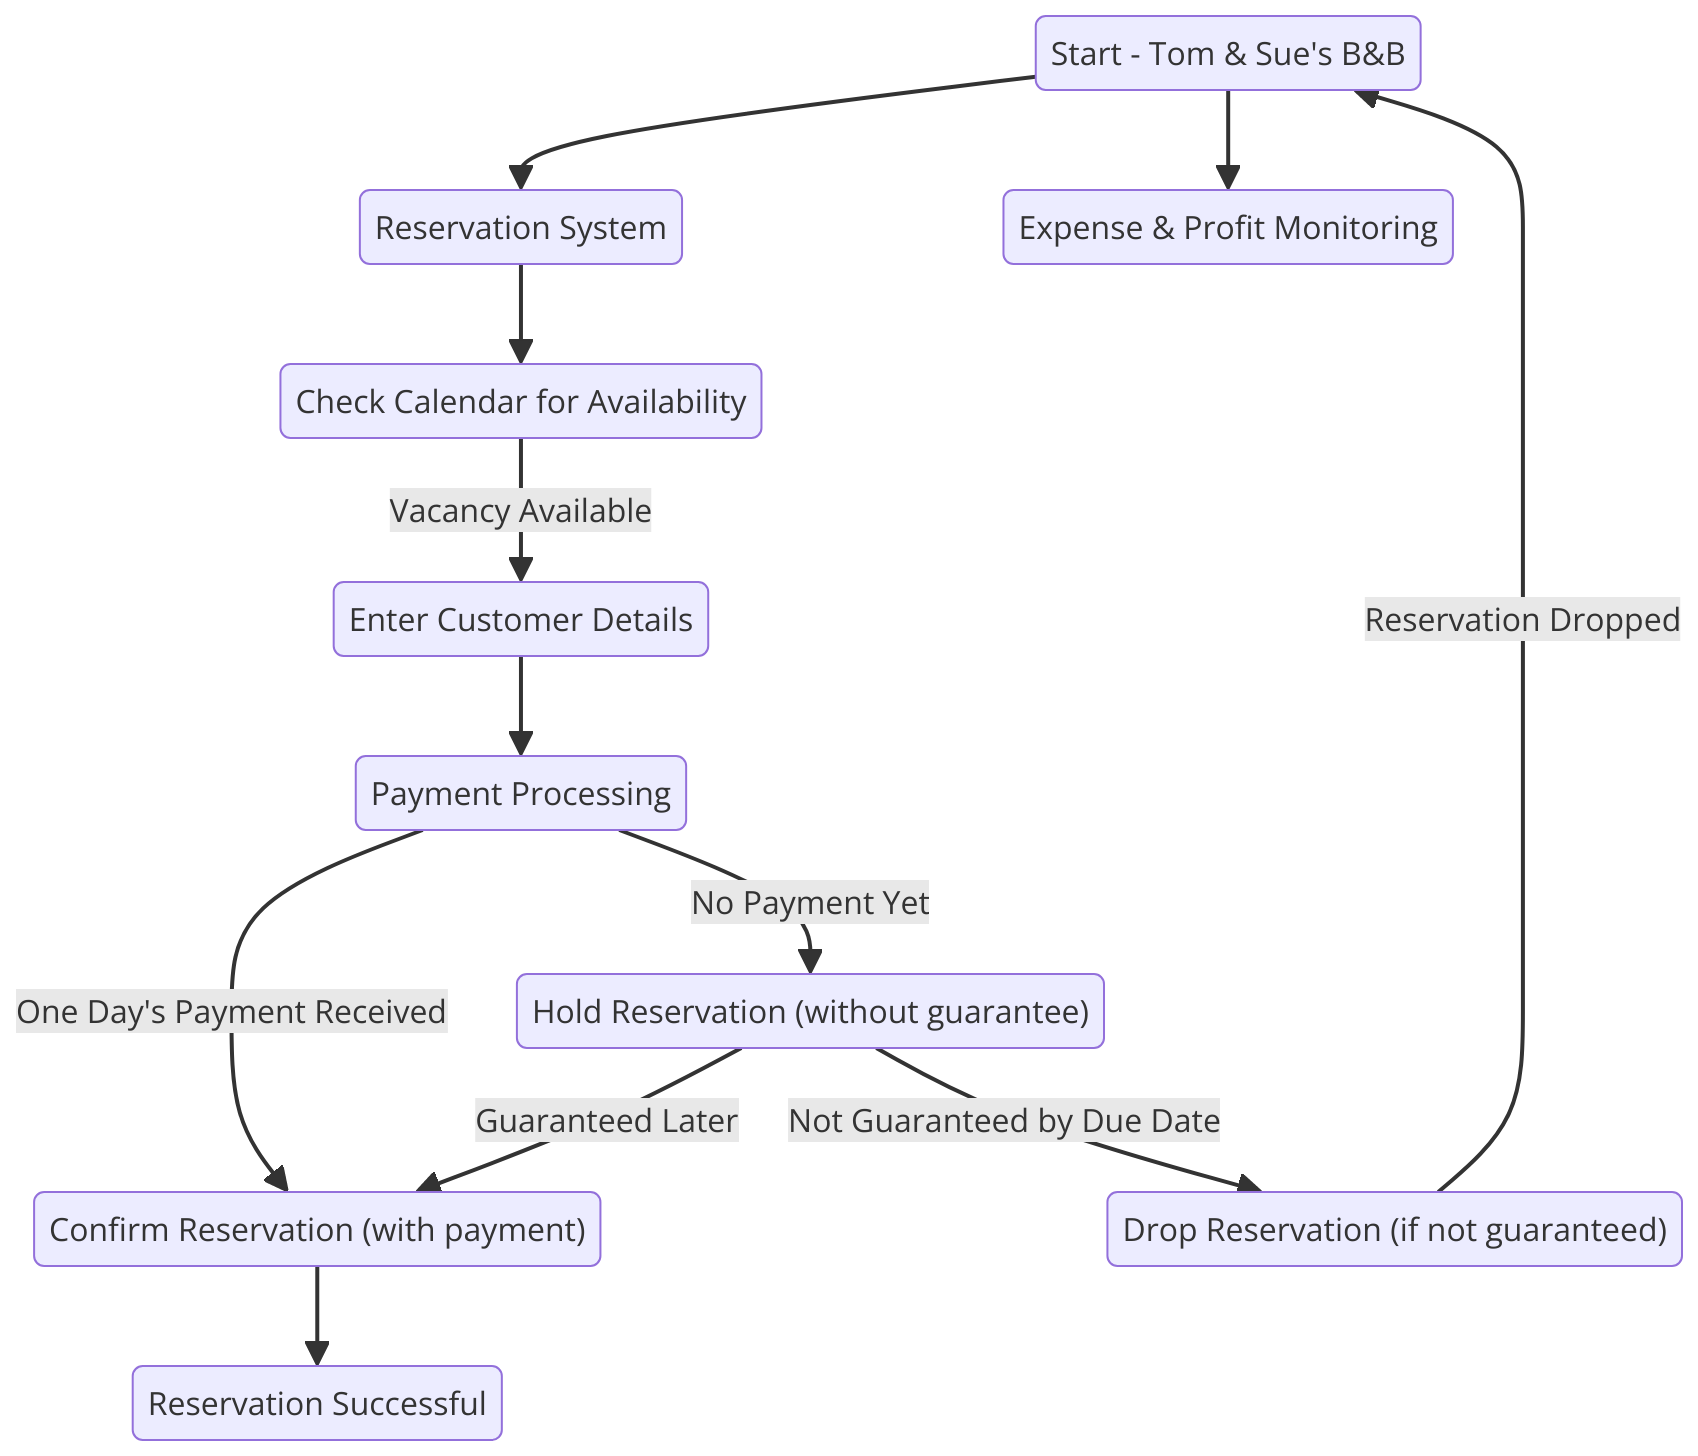 Start - Tom & Sue's B&B
Reservation System
Expense & Profit Monitoring
Check Calendar for Availability
Vacancy Available
Enter Customer Details
Reservation Dropped
Payment Processing
No Payment Yet
One Day's Payment Received
Hold Reservation (without guarantee)
Guaranteed Later
Not Guaranteed by Due Date
Confirm Reservation (with payment)
Drop Reservation (if not guaranteed)
Reservation Successful